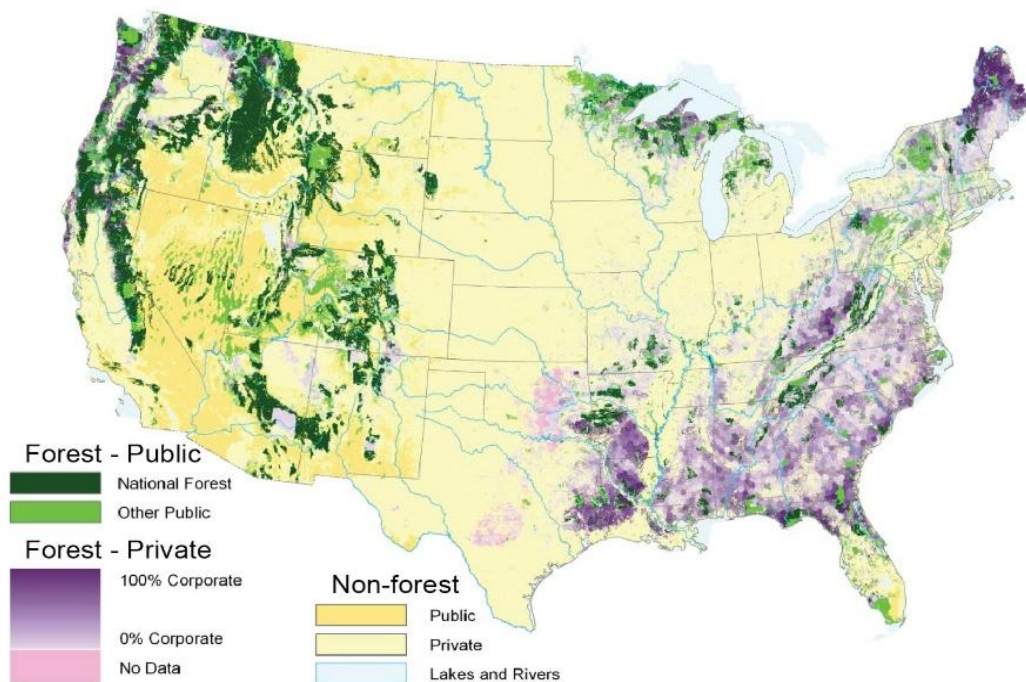 Forest - Public
National Forest
Other Public
Forest - Private
100% Corporate
0% Corporate
No Data
Non-forest
Public
Private
Lakes and Rivers